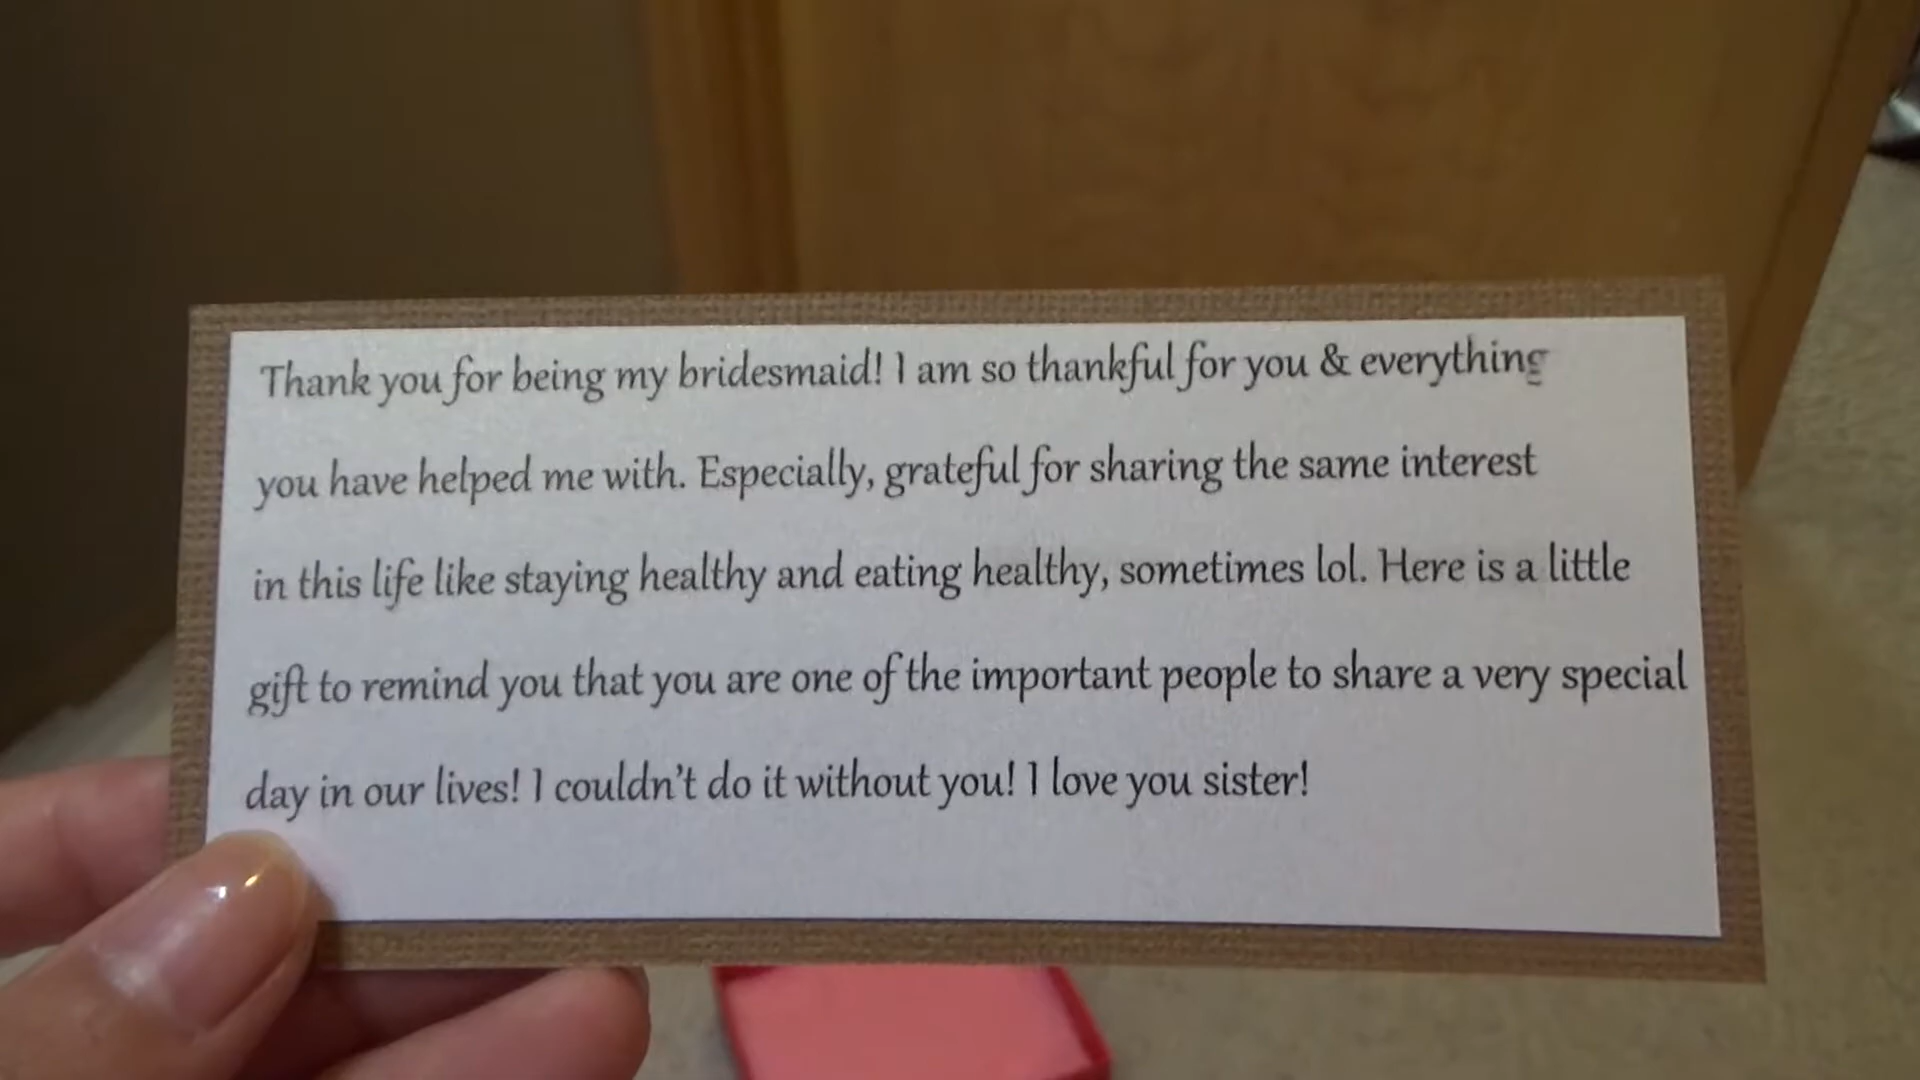 Thank you for being my bridesmaid! I am so thankful for you & everything
you have helped me with. Especially, grateful for sharing the same interest
in this life like staying healthy and eating healthy, sometimes lol. Here is a little
gift to remind you that you are one of the important people to share a very special
day in our lives! I couldn't do it without you! I love you sister!